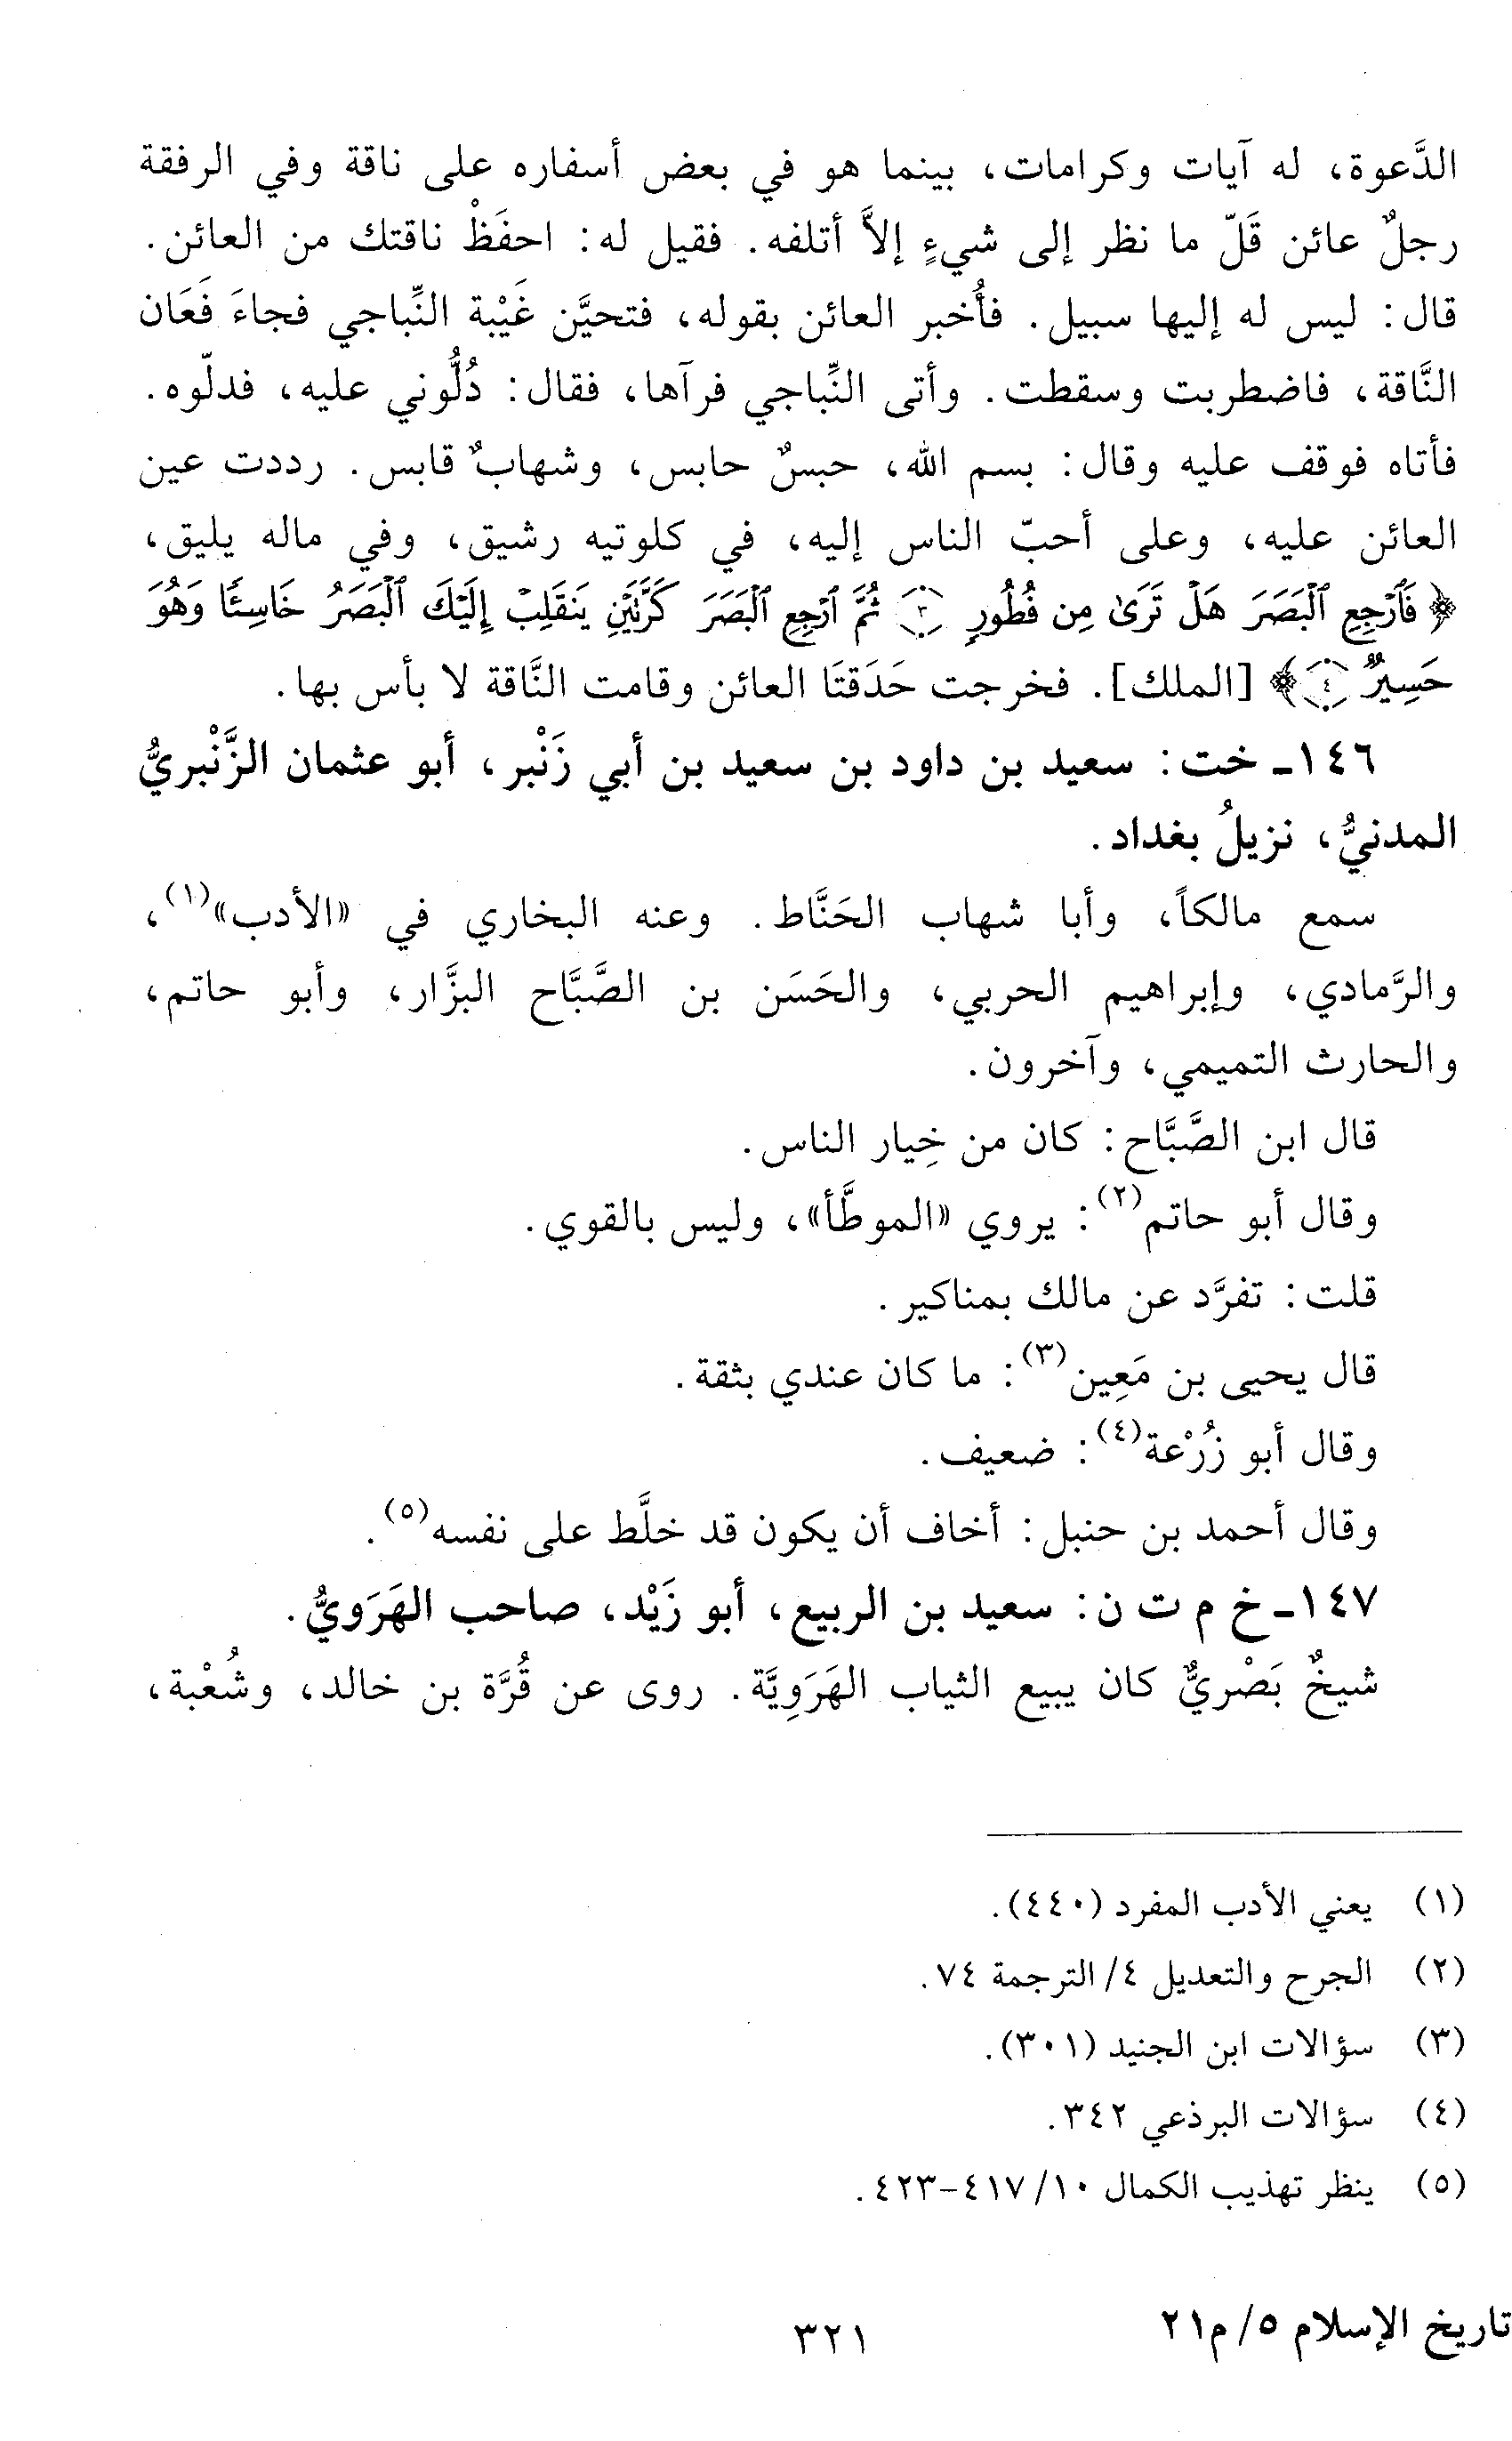 الدَّعوة، له آيات وكرامات، بينما هو في بعض أسفاره على ناقة وفي الرفقة
رجلٌ عائن قَلّ ما نظر إلى شيءٍ إلاَّ أتلفه. فقيل له: احفَظْ ناقتك من العائن.
قال: ليس له إليها سبيل. فأُخبر العائن بقوله، فتحيَّن غَيْبة النِّباجي فجاءَ فَعَان
النَّاقة، فاضطربت وسقطت. وأتى النِّباجي فرآها، فقال: دُلُّوني عليه، فدلّوه.
فأتاه فوقف عليه وقال: بسم الله، حبسٌ حابس، وشهابٌ قابس. رددت عين
العائن عليه، وعلى أحبّ الناس إليه، في كلوتيه رشيق، وفي ماله يليق،
﴿فَٱرْجِعِ ٱلْبَصَرَ هَلْ تَرَىٰ مِن فُطُورٍ ٣ ثُمَّ ٱرْجِعِ ٱلْبَصَرَ كَرَّتَيْنِ يَنقَلِبْ إِلَيْكَ ٱلْبَصَرُ خَاسِئًا وَهُوَ
حَسِيرٌ ٤﴾ [الملك]. فخرجت حَدَقتَا العائن وقامت النَّاقة لا بأس بها.
١٤٦ـ خت: سعيد بن داود بن سعيد بن أبي زَنْبر، أبو عثمان الزَّنْبريُّ
المدنيُّ، نزيلُ بغداد.
سمع مالكاً، وأبا شهاب الحَنَّاط. وعنه البخاري في «الأدب»(١)،
والرَّمادي، وإبراهيم الحربي، والحَسَن بن الصَّبَّاح البزَّار، وأبو حاتم،
والحارث التميمي، وآخرون.
قال ابن الصَّبَّاح: كان من خِيار الناس.
وقال أبو حاتم(٢): يروي «الموطَّأ»، وليس بالقوي.
قلت: تفرَّد عن مالك بمناكير.
قال يحيى بن مَعِين(٣): ما كان عندي بثقة.
وقال أبو زُرْعة(٤): ضعيف.
وقال أحمد بن حنبل: أخاف أن يكون قد خلَّط على نفسه(٥).
١٤٧ـ خ م ت ن: سعيد بن الربيع، أبو زَيْد، صاحب الهَرَويُّ.
شيخٌ بَصْريٌّ كان يبيع الثياب الهَرَوِيَّة. روى عن قُرَّة بن خالد، وشُعْبة،
(١) يعني الأدب المفرد (٤٤٠).
(٢) الجرح والتعديل ٤/ الترجمة ٧٤.
(٣) سؤالات ابن الجنيد (٣٠١).
(٤) سؤالات البرذعي ٣٤٢.
(٥) ينظر تهذيب الكمال ١٠/ ٤١٧-٤٢٣.
تاريخ الإسلام ٥/ م٢١
٣٢١